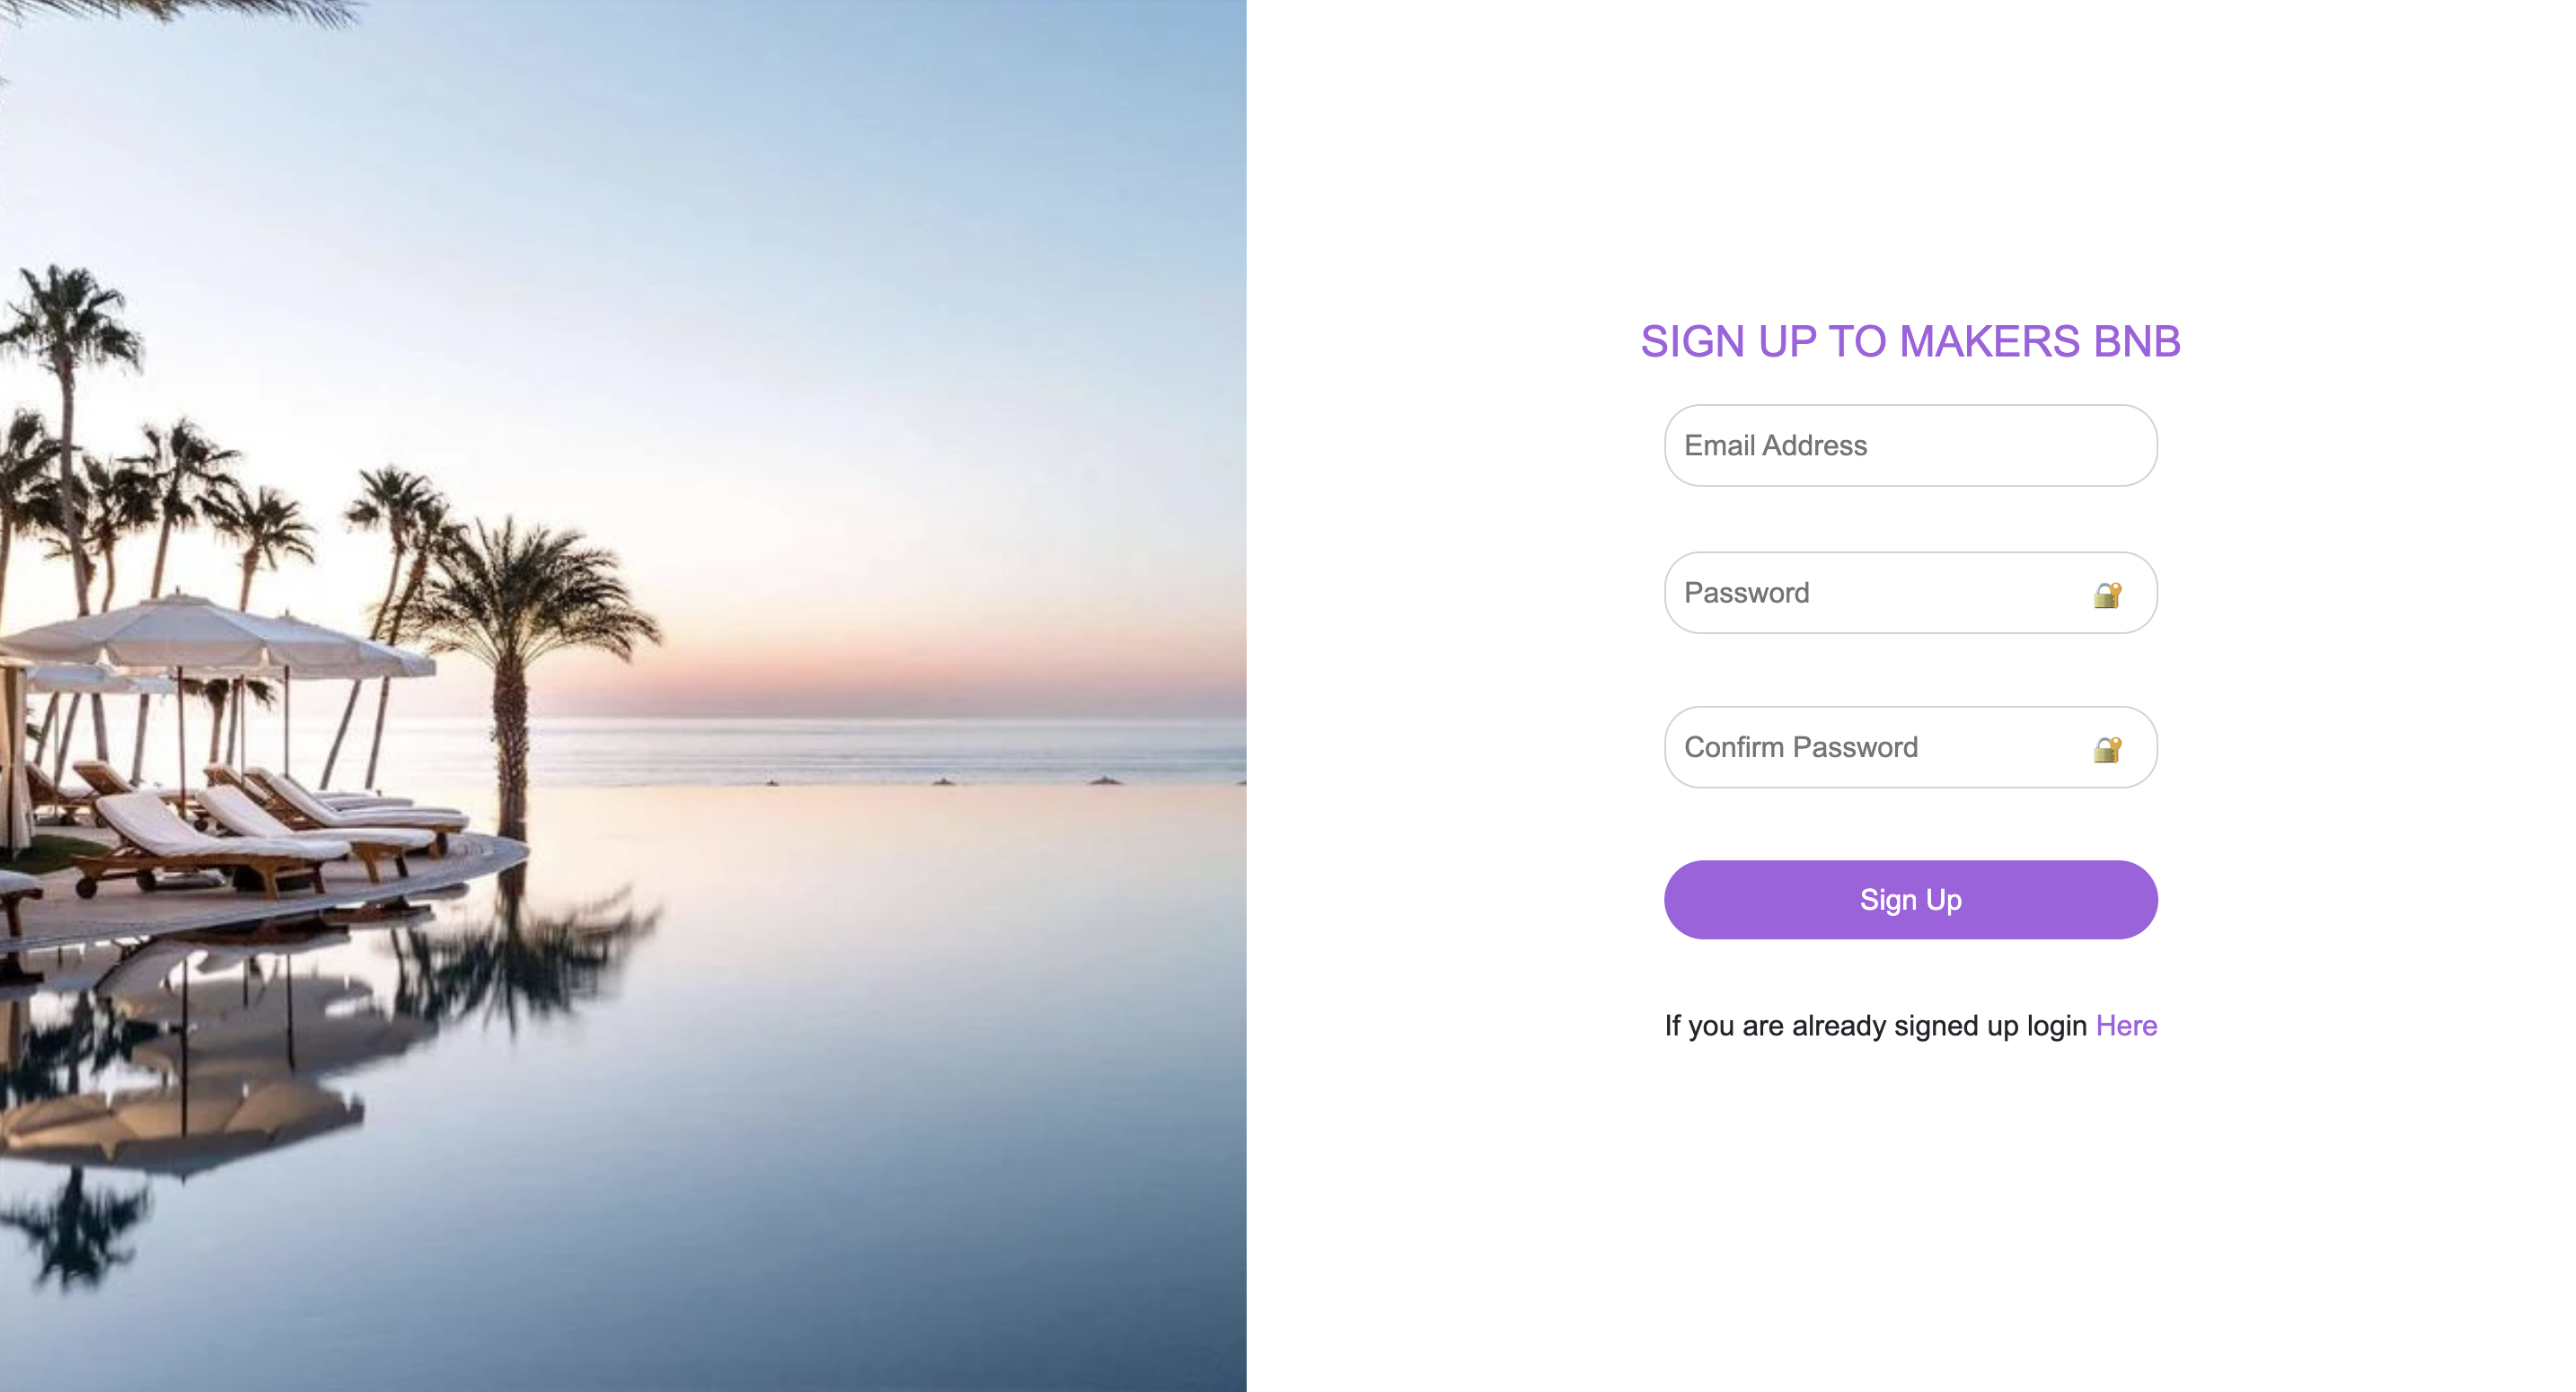 SIGN UP TO MAKERS BNB
Email Address
Password
Confirm Password
Sign Up
If you are already signed up login Here